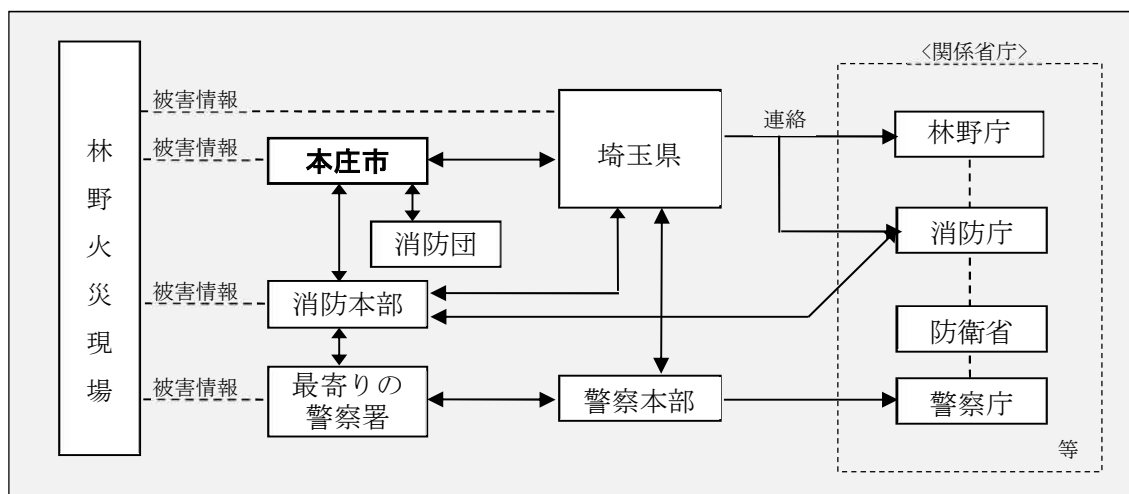 〈関係省庁〉
林野火災現場
被害情報
埼玉県
連絡
林野庁
被害情報
本庄市
消防団
消防庁
被害情報
消防本部
防衛省
被害情報
最寄りの
警察署
警察本部
警察庁
等